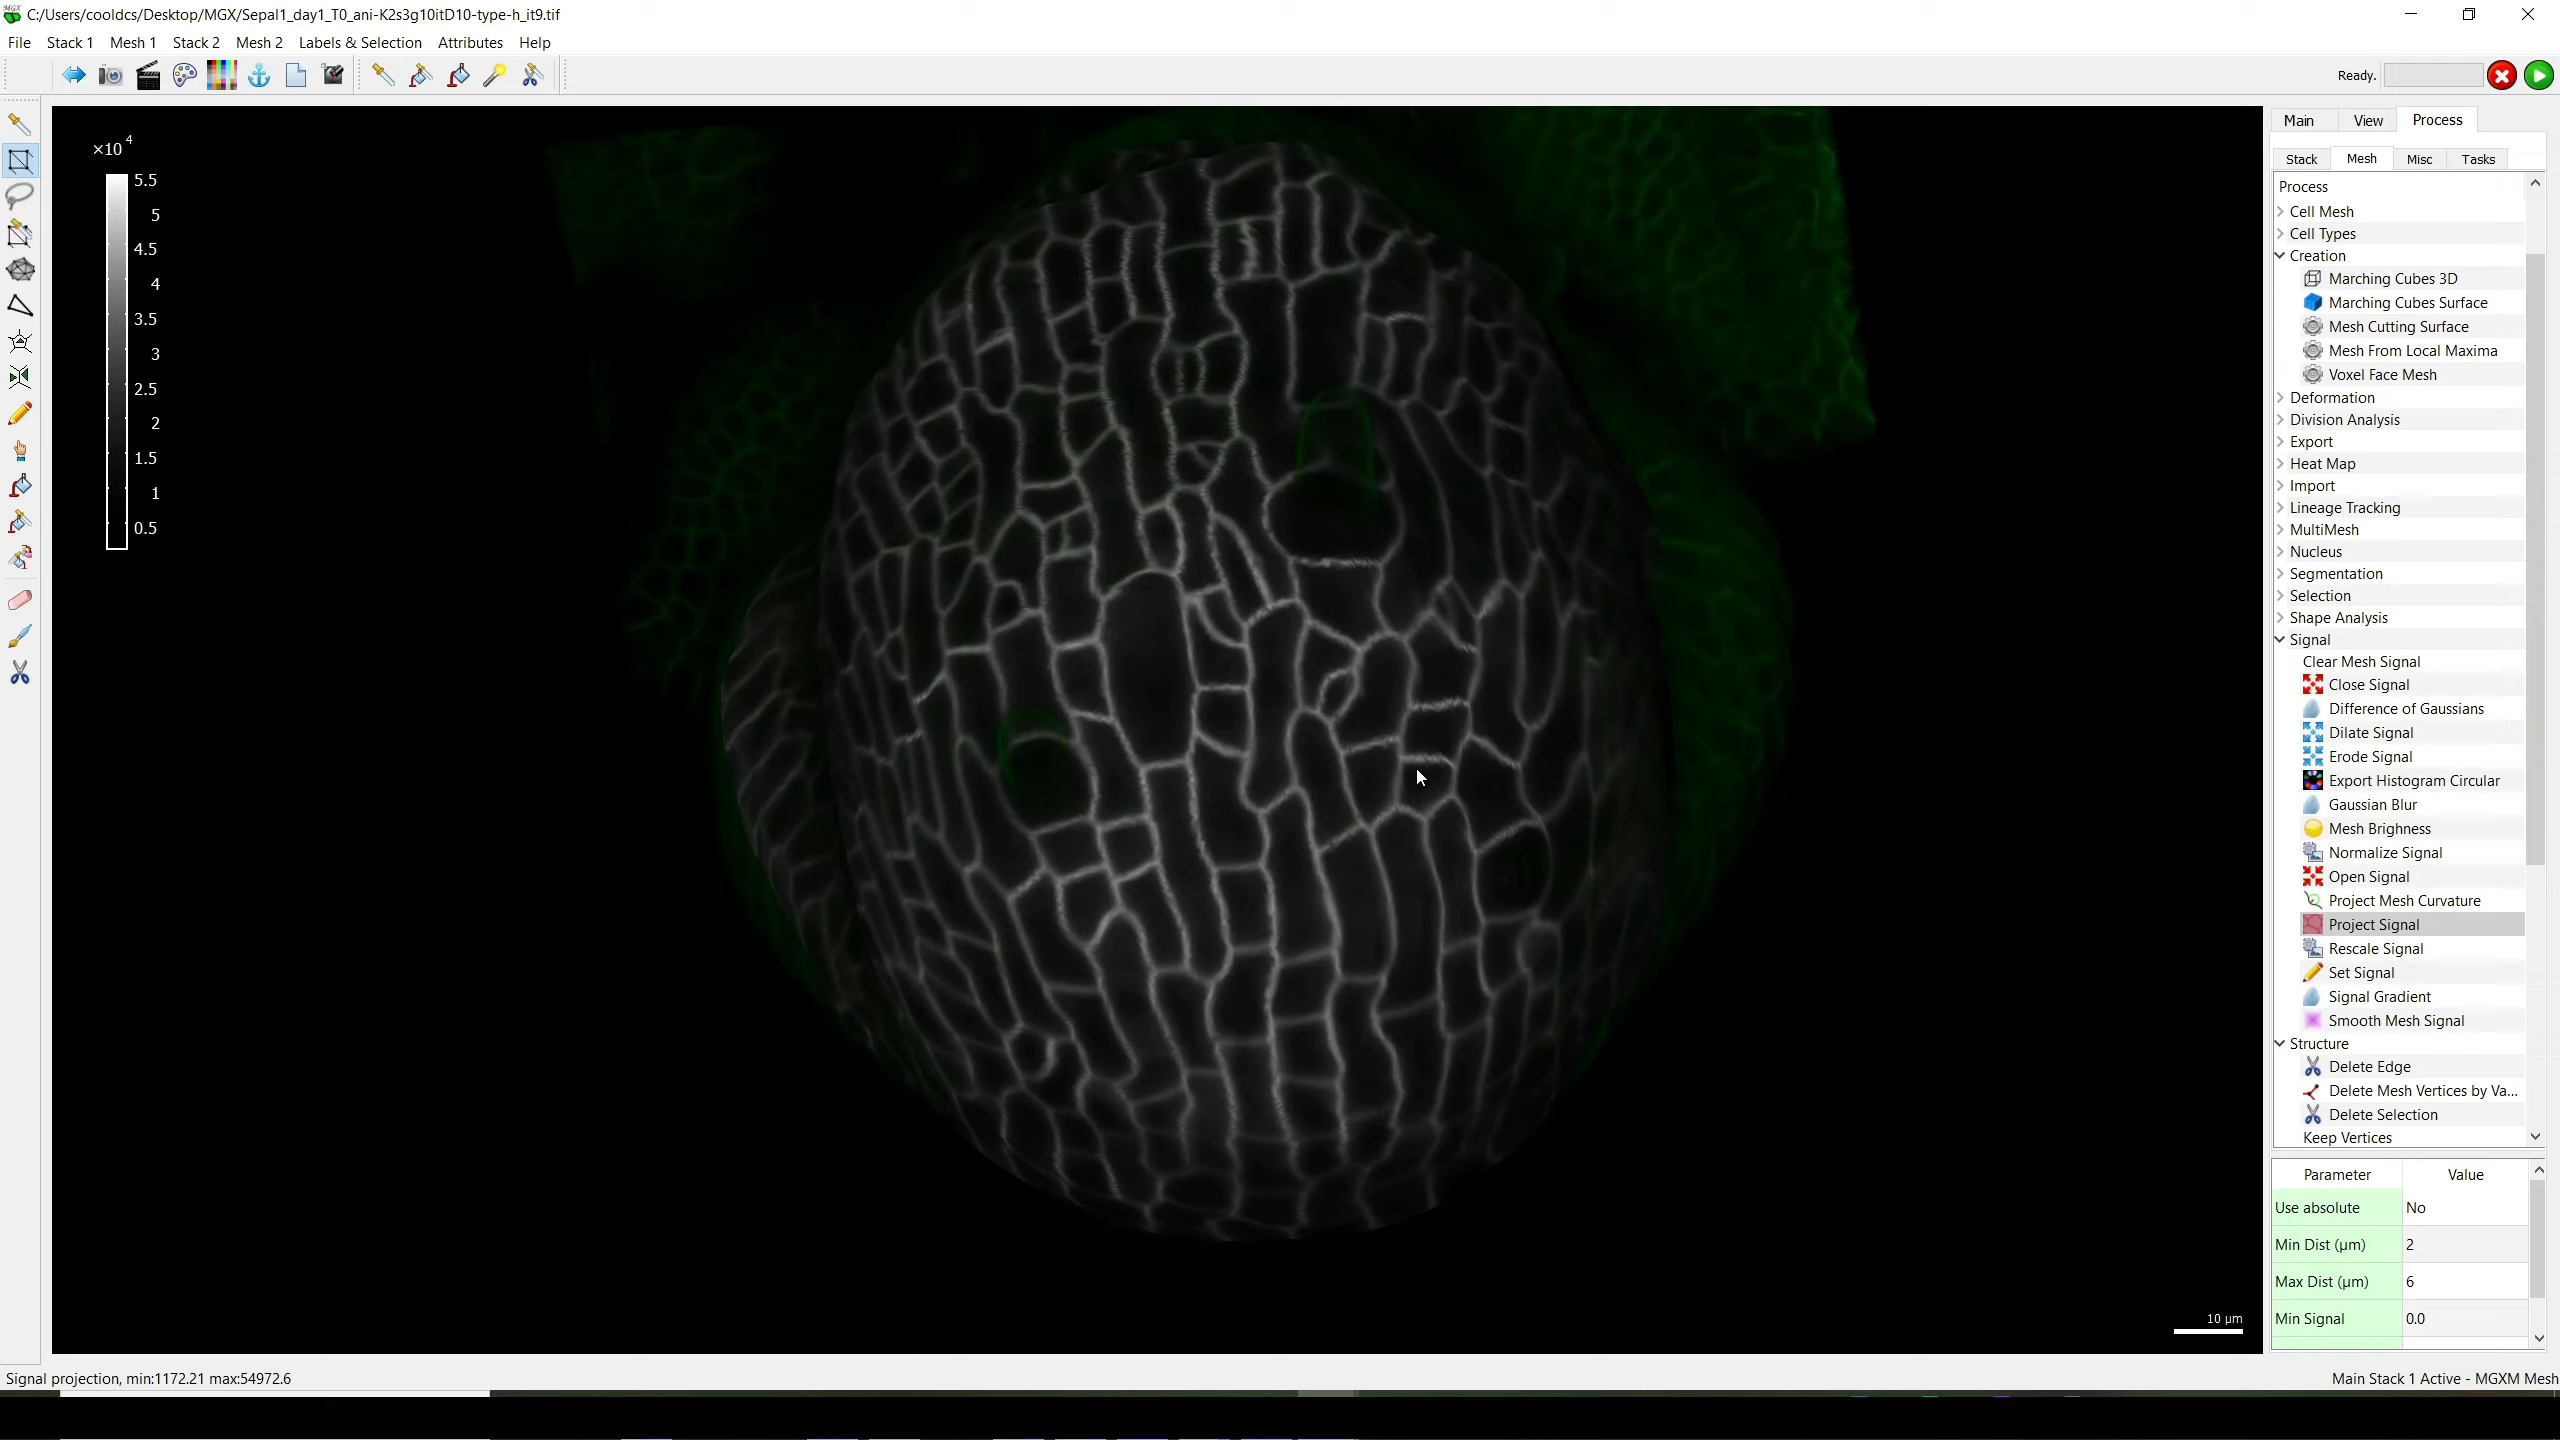 C:/Users/cooldcs/Desktop/MGX/Sepal1_day1_T0_ani-K2s3g10itD10-type-h_it9.tif
File Stack 1 Mesh 1 Stack 2 Mesh 2 Labels & Selection Attributes Help
Ready.
Main View Process
Stack Mesh Misc Tasks
×10 4
5.5
5
4.5
4
3.5
3
2.5
2
1.5
1
0.5
10 µm
Process
Cell Mesh
Cell Types
Creation
Marching Cubes 3D
Marching Cubes Surface
Mesh Cutting Surface
Mesh From Local Maxima
Voxel Face Mesh
Deformation
Division Analysis
Export
Heat Map
Import
Lineage Tracking
MultiMesh
Nucleus
Segmentation
Selection
Shape Analysis
Signal
Clear Mesh Signal
Close Signal
Difference of Gaussians
Dilate Signal
Erode Signal
Export Histogram Circular
Gaussian Blur
Mesh Brighness
Normalize Signal
Open Signal
Project Mesh Curvature
Project Signal
Rescale Signal
Set Signal
Signal Gradient
Smooth Mesh Signal
Structure
Delete Edge
Delete Mesh Vertices by Va...
Delete Selection
Keep Vertices
Parameter Value
Use absolute No
Min Dist (µm) 2
Max Dist (µm) 6
Min Signal 0.0
Signal projection, min:1172.21 max:54972.6
Main Stack 1 Active - MGXM Mesh